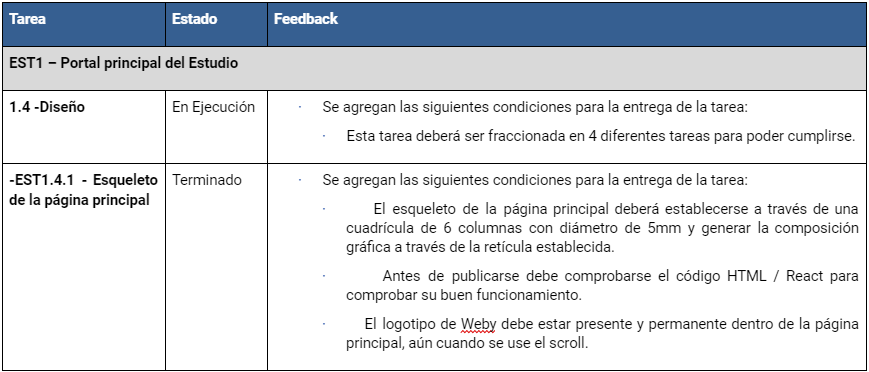 Tarea Estado Feedback
EST1 – Portal principal del Estudio
1.4 -Diseño En Ejecución · Se agregan las siguientes condiciones para la entrega de la tarea:
· Esta tarea deberá ser fraccionada en 4 diferentes tareas para poder cumplirse.
-EST1.4.1 - Esqueleto de la página principal Terminado
· Se agregan las siguientes condiciones para la entrega de la tarea:
· El esqueleto de la página principal deberá establecerse a través de una
cuadrícula de 6 columnas con diámetro de 5mm y generar la composición
gráfica a través de la retícula establecida.
· Antes de publicarse debe comprobarse el código HTML / React para
comprobar su buen funcionamiento.
· El logotipo de Weby debe estar presente y permanente dentro de la página
principal, aún cuando se use el scroll.